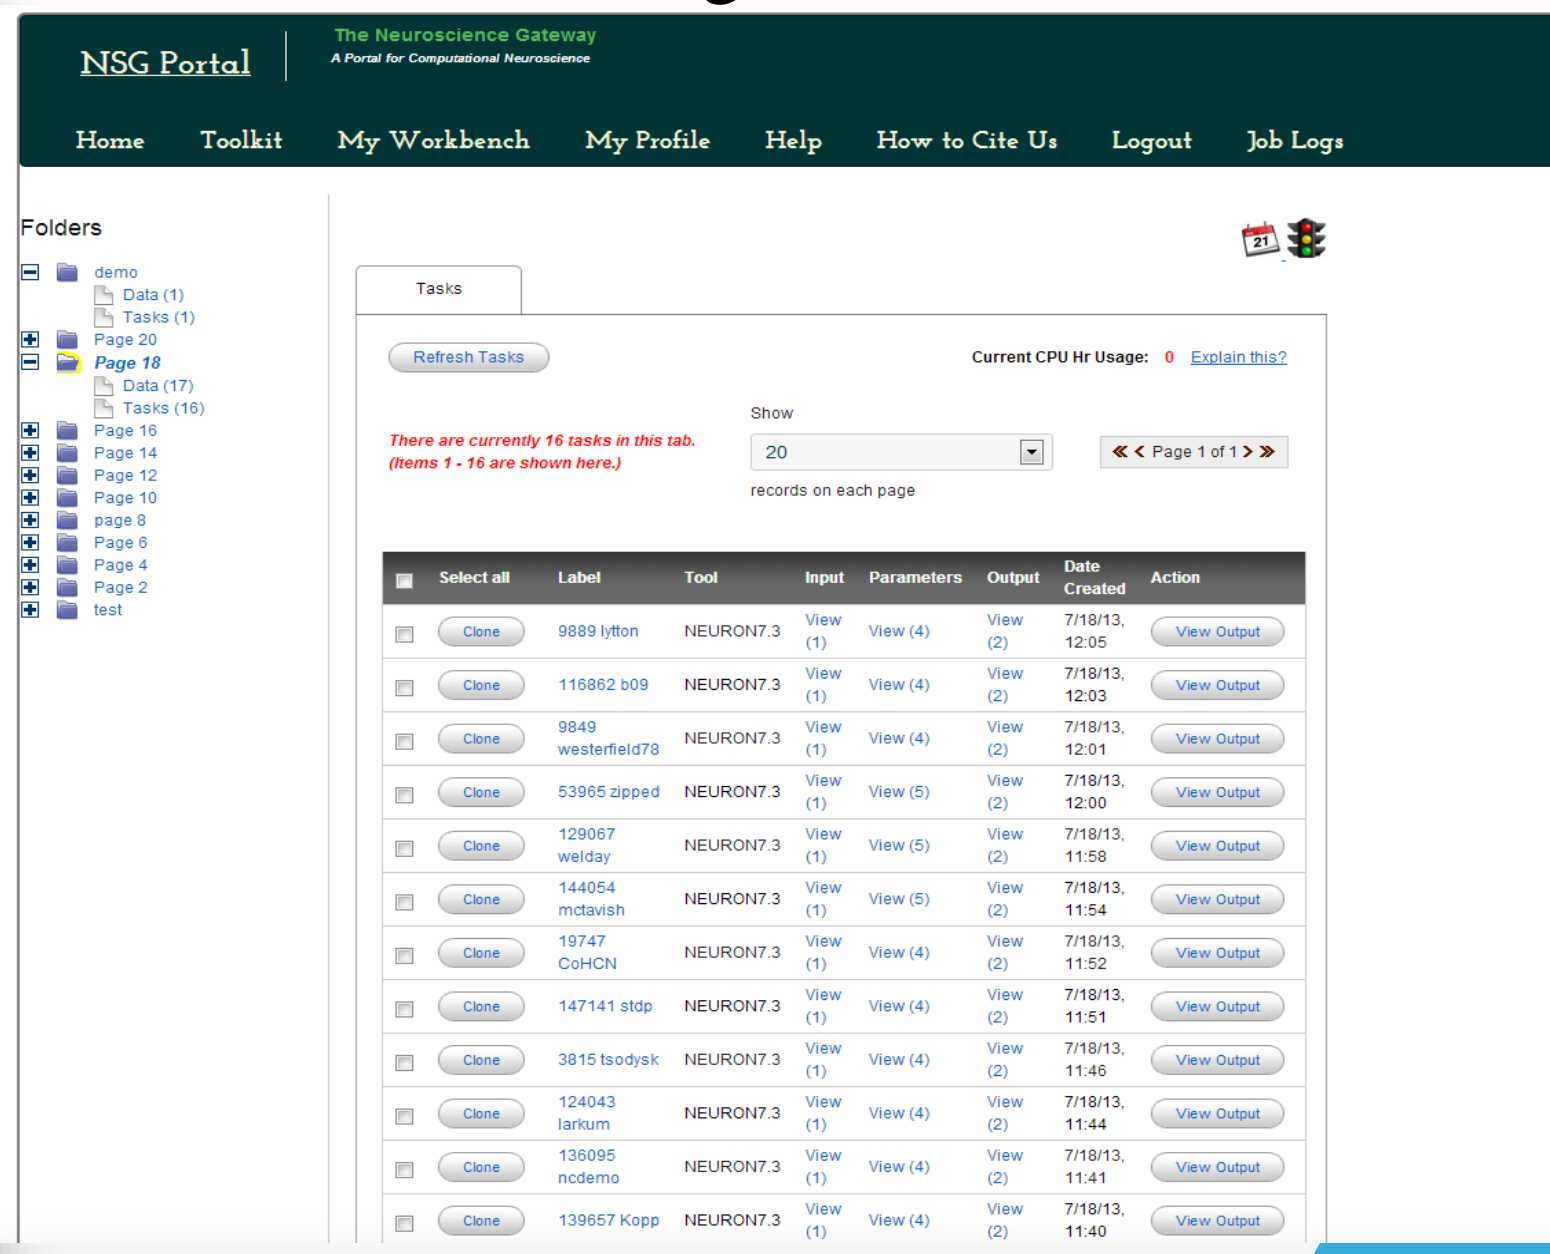 The Neuroscience Gateway
NSG Portal
A Portal for Computational Neuroscience
Home Toolkit My Workbench My Profile Help How to Cite Us Logout Job Logs
Folders
demo
Data (1)
Tasks (1)
Page 20
Page 18
Data (17)
Tasks (16)
Page 16
Page 14
Page 12
Page 10
page 8
Page 6
Page 4
Page 2
test
21
Tasks
Refresh Tasks
Current CPU Hr Usage: 0 Explain this?
There are currently 16 tasks in this tab.
(Items 1 - 16 are shown here.)
Show
20
records on each page
« < Page 1 of 1 > »
Select all Label Tool Input Parameters Output Date Created Action
Clone 9889 lytton NEURON7.3 View (1) View (4) View (2) 7/18/13, 12:05 View Output
Clone 116862 b09 NEURON7.3 View (1) View (4) View (2) 7/18/13, 12:03 View Output
Clone 9849 westerfield78 NEURON7.3 View (1) View (4) View (2) 7/18/13, 12:01 View Output
Clone 53965 zipped NEURON7.3 View (1) View (5) View (2) 7/18/13, 12:00 View Output
Clone 129067 welday NEURON7.3 View (1) View (5) View (2) 7/18/13, 11:58 View Output
Clone 144054 mctavish NEURON7.3 View (1) View (5) View (2) 7/18/13, 11:54 View Output
Clone 19747 CoHCN NEURON7.3 View (1) View (4) View (2) 7/18/13, 11:52 View Output
Clone 147141 stdp NEURON7.3 View (1) View (4) View (2) 7/18/13, 11:51 View Output
Clone 3815 tsodysk NEURON7.3 View (1) View (4) View (2) 7/18/13, 11:46 View Output
Clone 124043 larkum NEURON7.3 View (1) View (4) View (2) 7/18/13, 11:44 View Output
Clone 136095 ncdemo NEURON7.3 View (1) View (4) View (2) 7/18/13, 11:41 View Output
Clone 139657 Kopp NEURON7.3 View (1) View (4) View (2) 7/18/13, 11:40 View Output